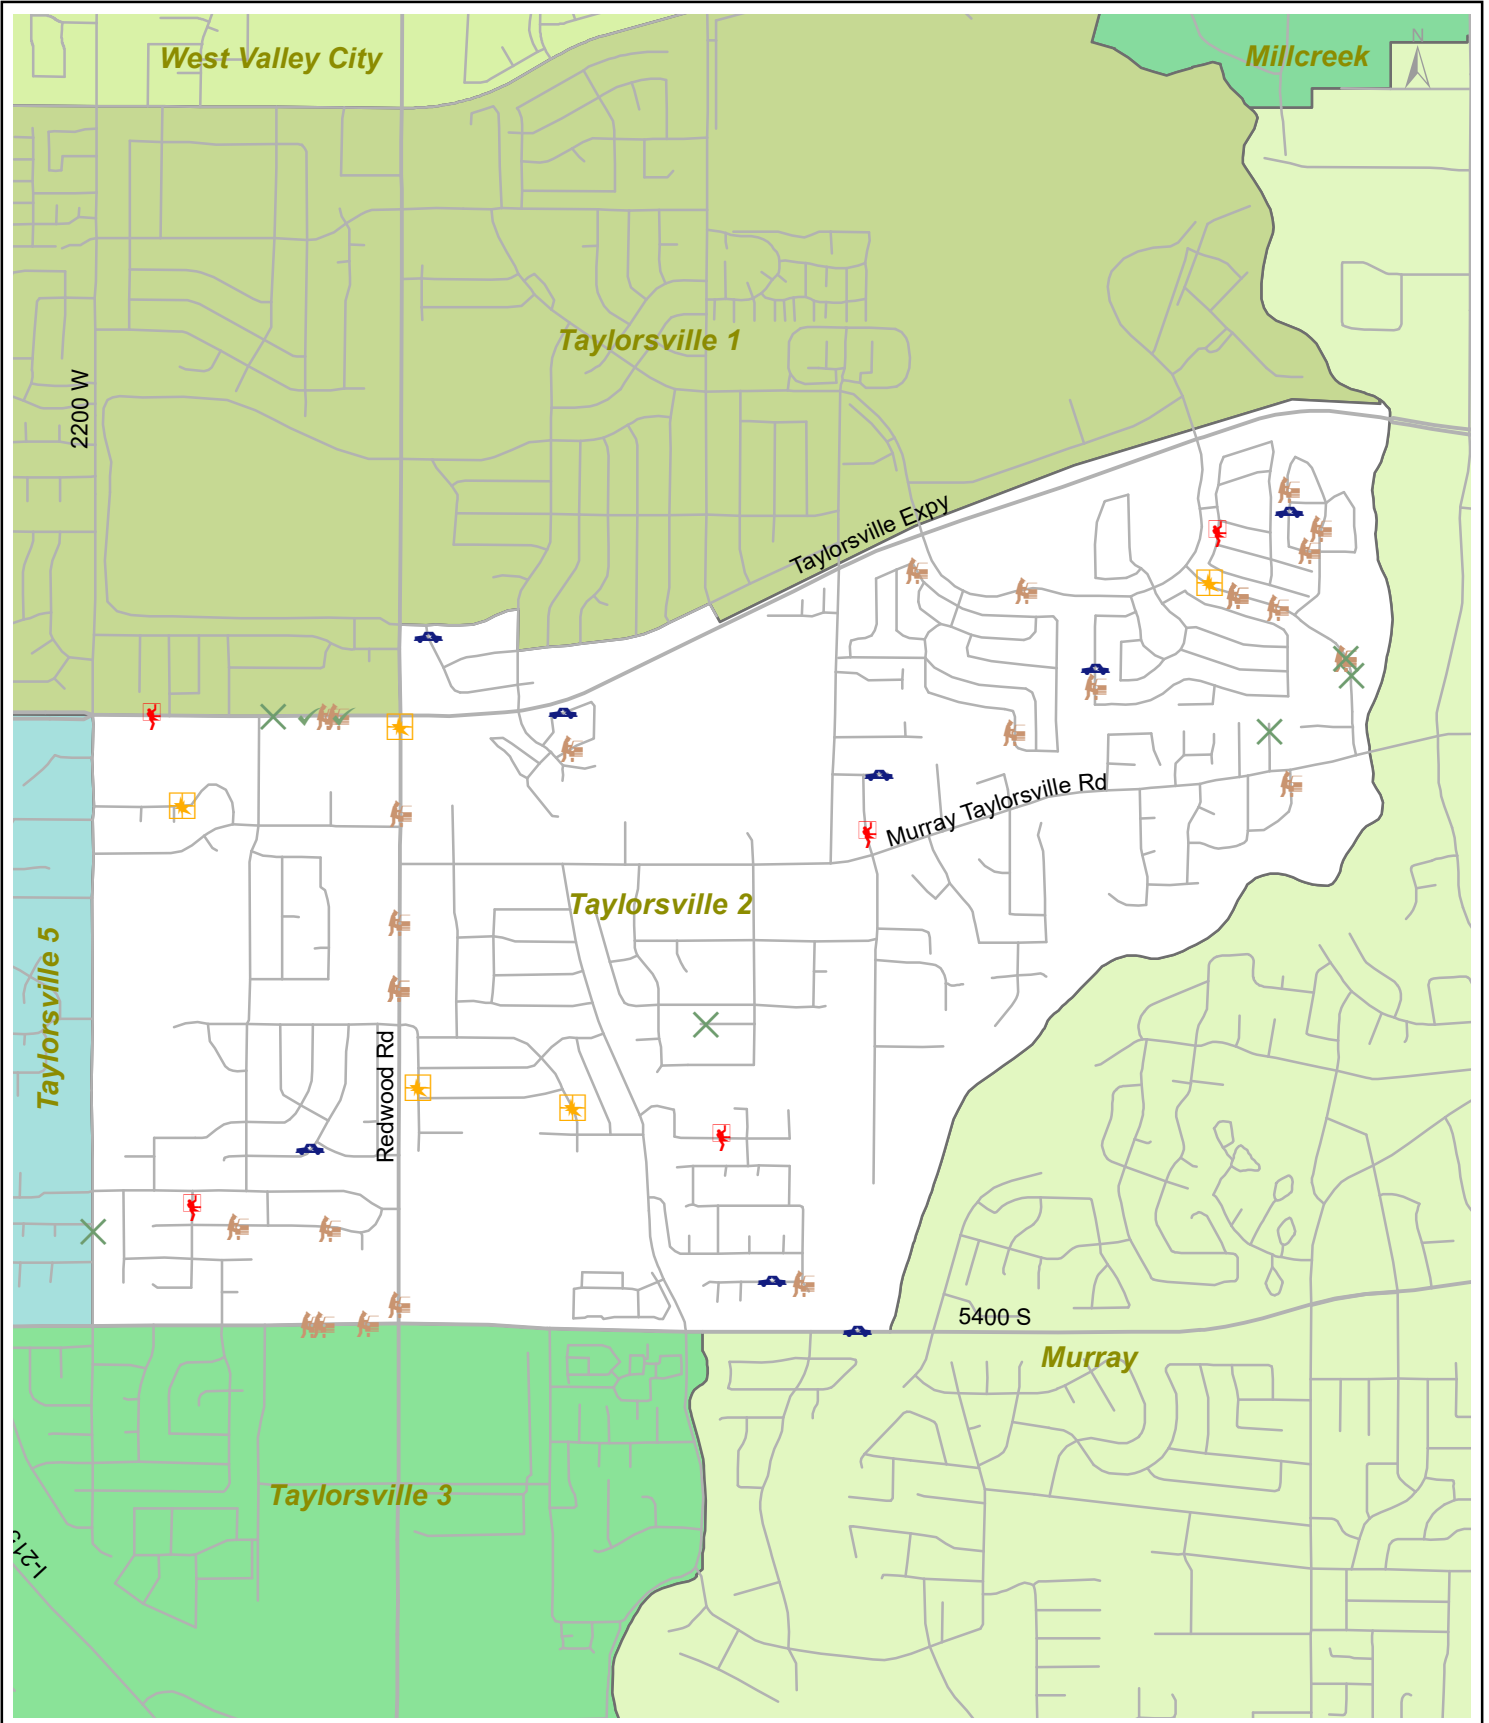 West Valley City
Millcreek
N
Taylorsville 1
2200 W
Taylorsville Expy
Murray Taylorsville Rd
Taylorsville 2
Taylorsville 5
Redwood Rd
5400 S
Murray
Taylorsville 3
I-215